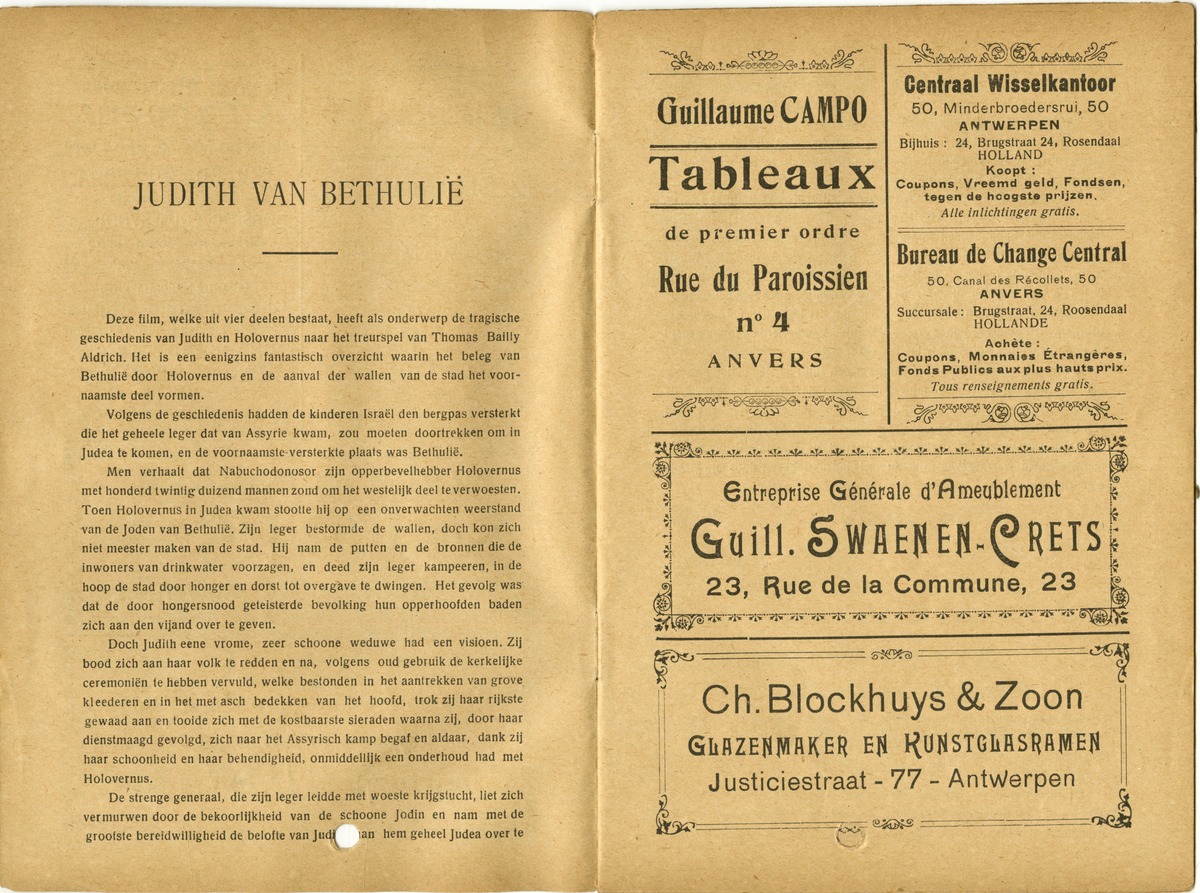 JUDITH VAN BETHULIË
Deze film, welke uit vier deelen bestaat, heeft als onderwerp de tragische
geschiedenis van Judith en Holovernus naar het treurspel van Thomas Bailly
Aldrich. Het is een eenigzins fantastisch overzicht waarin het beleg van
Bethulië door Holovernus en de aanval der wallen van de stad het voor-
naamste deel vormen.
Volgens de geschiedenis hadden de kinderen Israël den bergpas versterkt
die het geheele leger dat van Assyrie kwam, zou moeten doortrekken om in
Judea te komen, en de voornaamste versterkte plaats was Bethulië.
Men verhaalt dat Nabuchodonosor zijn opperbevelhebber Holovernus
met honderd twintig duizend mannen zond om het westelijk deel te verwoesten.
Toen Holovernus in Judea kwam stootte hij op een onverwachten weerstand
van de Joden van Bethulië. Zijn leger bestormde de wallen, doch kon zich
niet meester maken van de stad. Hij nam de putten en de bronnen die de
inwoners van drinkwater voorzagen, en deed zijn leger kampeeren, in de
hoop de stad door honger en dorst tot overgave te dwingen. Het gevolg was
dat de door hongersnood geteisterde bevolking hun opperhoofden baden
zich aan den vijand over te geven.
Doch Judith eene vrome, zeer schoone weduwe had een visioen. Zij
bood zich aan haar volk te redden en na, volgens oud gebruik de kerkelijke
ceremoniën te hebben vervuld, welke bestonden in het aantrekken van grove
kleederen en in het met asch bedekken van het hoofd, trok zij haar rijkste
gewaad aan en tooide zich met de kostbaarste sieraden waarna zij, door haar
dienstmaagd gevolgd, zich naar het Assyrisch kamp begaf en aldaar, dank zij
haar schoonheid en haar behendigheid, onmiddellijk een onderhoud had met
Holovernus.
De strenge generaal, die zijn leger leidde met woeste krijgstucht, liet zich
vermurwen door de bekoorlijkheid van de schoone Jodin en nam met de
grootste bereidwilligheid de belofte van Judi an hem geheel Judea over te
Guillaume CAMPO
Tableaux
de premier ordre
Rue du Paroissien
nº 4
ANVERS
Centraal Wisselkantoor
50, Minderbroedersrui, 50
ANTWERPEN
Bijhuis : 24, Brugstraat 24, Rosendaal
HOLLAND
Koopt :
Coupons, Vreemd geld, Fondsen,
tegen de hoogste prijzen.
Alle inlichtingen gratis.
Bureau de Change Central
50, Canal des Récollets, 50
ANVERS
Succursale : Brugstraat, 24, Roosendaal
HOLLANDE
Achète :
Coupons, Monnaies Étrangères,
Fonds Publics aux plus hauts prix.
Tous renseignements gratis.
Entreprise Générale d'Ameublement
Guill. SWAENEN-CRETS
23, Rue de la Commune, 23
Ch. Blockhuys & Zoon
GLAZENMAKER EN KUNSTGLASRAMEN
Justiciestraat - 77 - Antwerpen